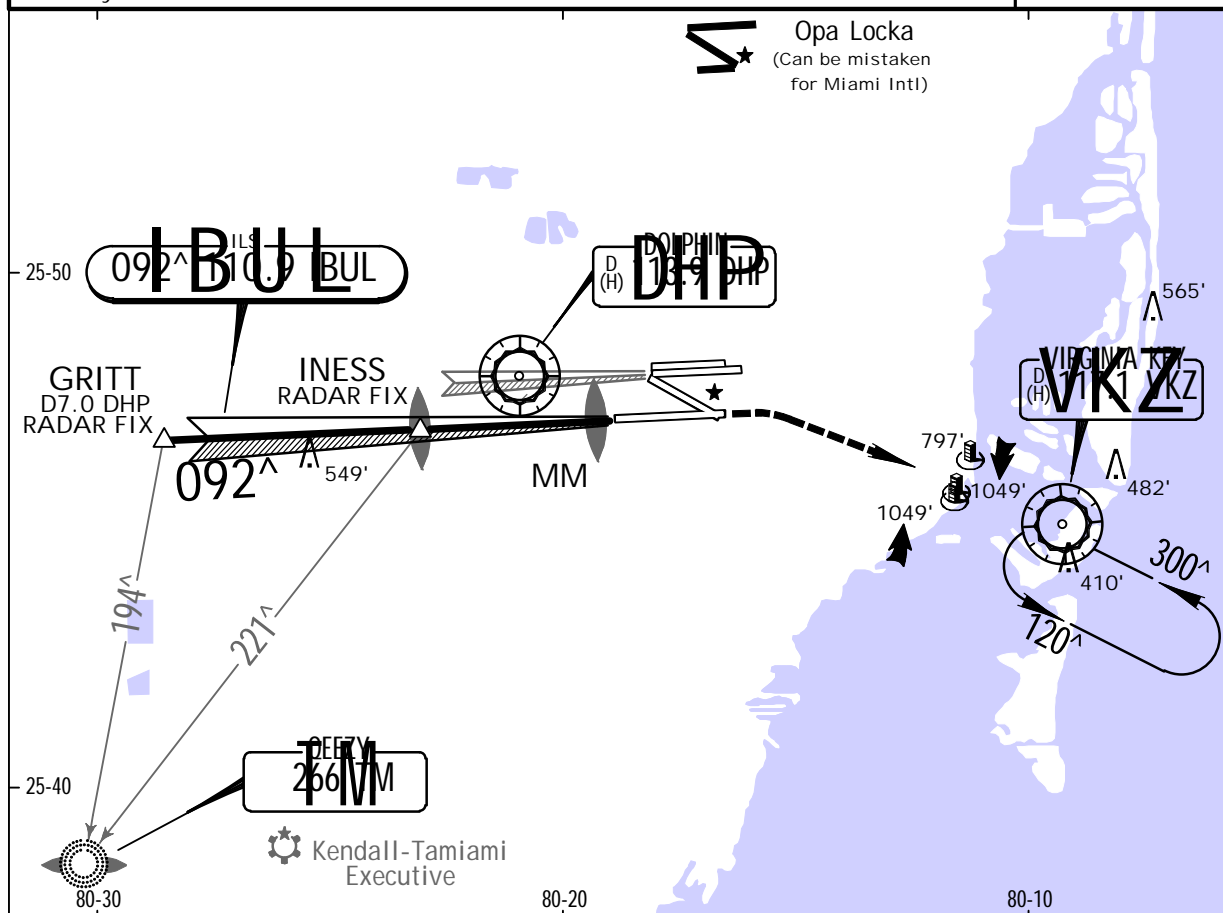 Opa Locka
(Can be mistaken
for Miami Intl)
ILS
092^ 110.9 IBUL
IBUL
DOLPHIN
D
(H) 113.9 DHP
DHP
25-50
565'
VIRGINIA KEY
D
(H) 117.1 VKZ
VKZ
GRITT
D7.0 DHP
RADAR FIX
INESS
RADAR FIX
092^
549'
MM
797'
1049'
1049'
482'
410'
300^
120^
194^
221^
QEEZY
266 TM
TM
25-40
Kendall-Tamiami
Executive
80-30
80-20
80-10